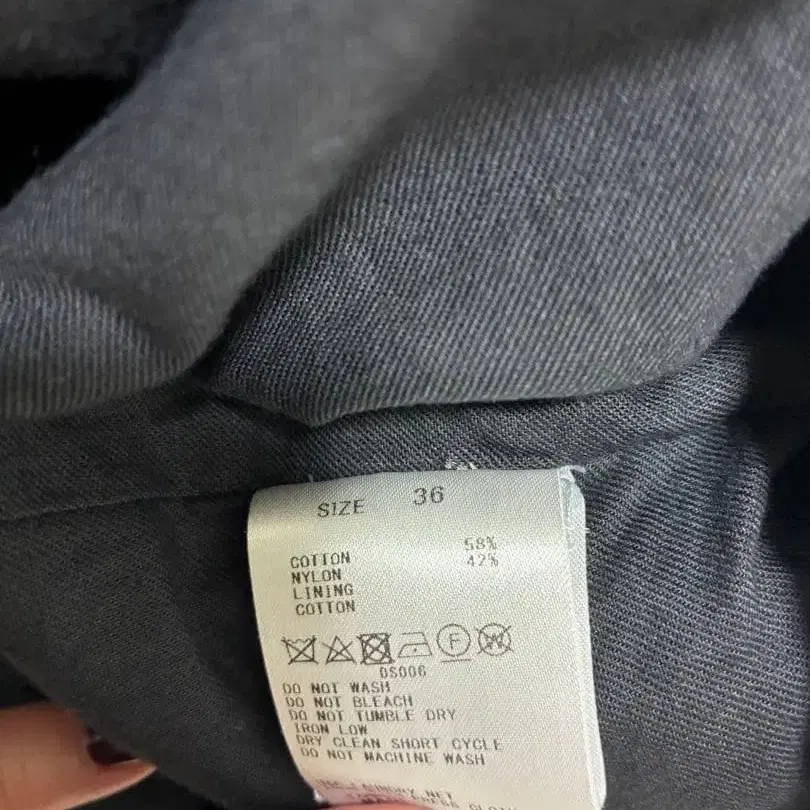 SIZE 36
COTTON 58%
NYLON 42%
LINING
COTTON
F W
DS006
DO NOT WASH
DO NOT BLEACH
DO NOT TUMBLE DRY
IRON LOW
DRY CLEAN SHORT CYCLE
DO NOT MACHINE WASH